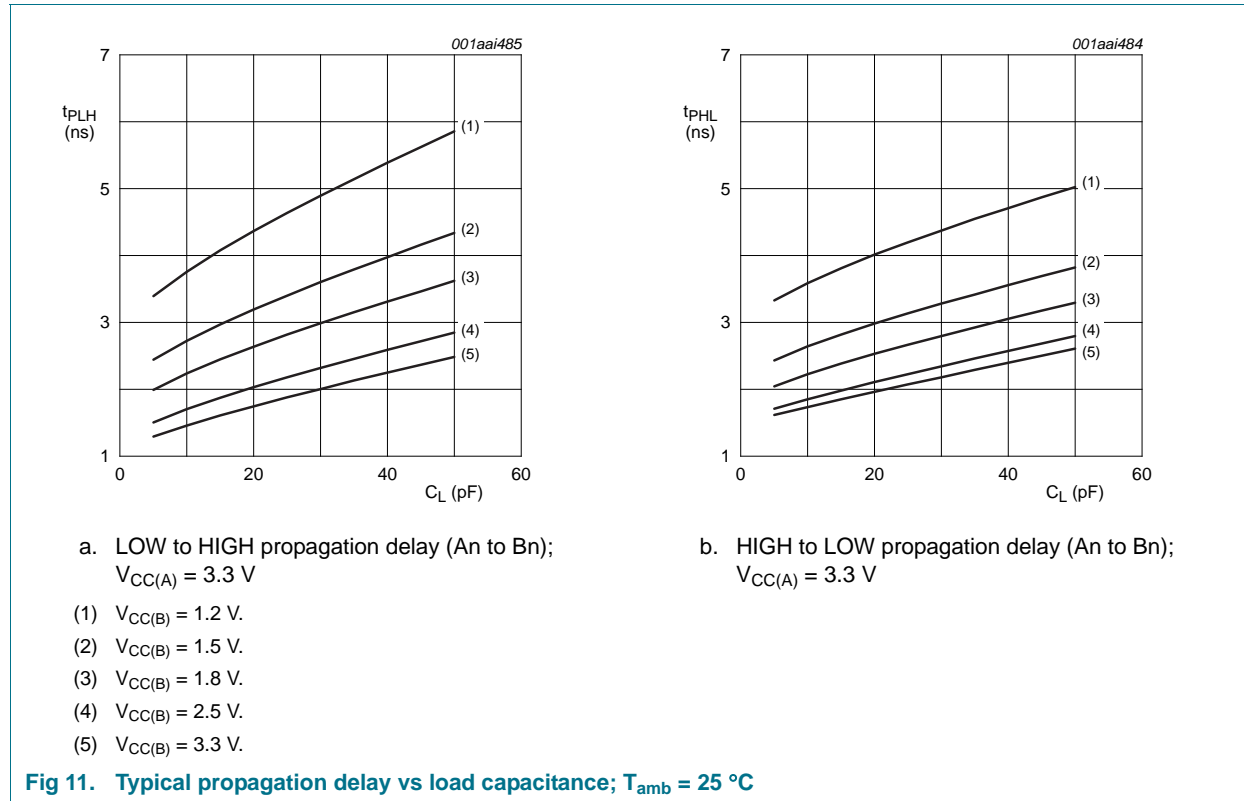 001aai485
7
tPLH
(ns)
5
3
1
0
20
40
60
CL (pF)
(1)
(2)
(3)
(4)
(5)
001aai484
7
tPHL
(ns)
5
3
1
0
20
40
60
CL (pF)
(1)
(2)
(3)
(4)
(5)
a. LOW to HIGH propagation delay (An to Bn);
VCC(A) = 3.3 V
b. HIGH to LOW propagation delay (An to Bn);
VCC(A) = 3.3 V
(1) VCC(B) = 1.2 V.
(2) VCC(B) = 1.5 V.
(3) VCC(B) = 1.8 V.
(4) VCC(B) = 2.5 V.
(5) VCC(B) = 3.3 V.
Fig 11. Typical propagation delay vs load capacitance; Tamb = 25 °C